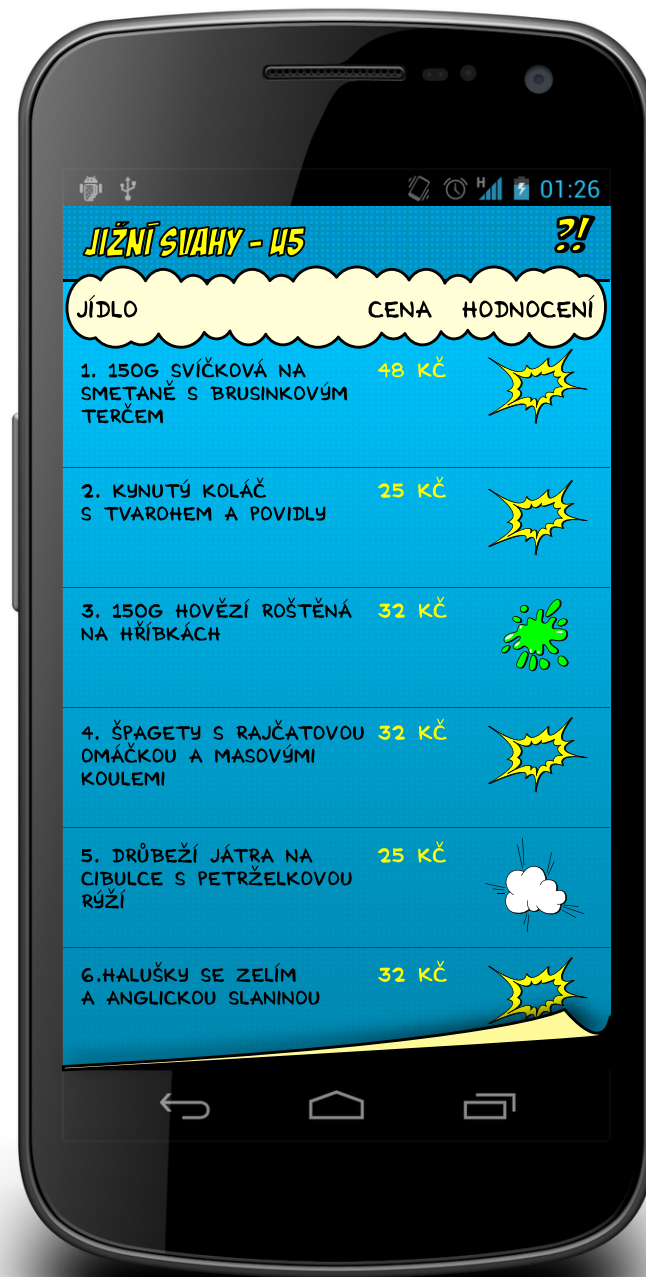 H
01:26
JIŽNÍ SVAHY - U5
?!
JÍDLO CENA HODNOCENÍ
1. 150G SVÍČKOVÁ NA 48 KČ
SMETANĚ S BRUSINKOVÝM
TERČEM
2. KYNUTÝ KOLÁČ 25 KČ
S TVAROHEM A POVIDLY
3. 150G HOVĚZÍ ROŠTĚNÁ 32 KČ
NA HŘÍBKÁCH
4. ŠPAGETY S RAJČATOVOU 32 KČ
OMÁČKOU A MASOVÝMI
KOULEMI
5. DRŮBEŽÍ JÁTRA NA 25 KČ
CIBULCE S PETRŽELKOVOU
RÝŽÍ
6.HALUŠKY SE ZELÍM 32 KČ
A ANGLICKOU SLANINOU